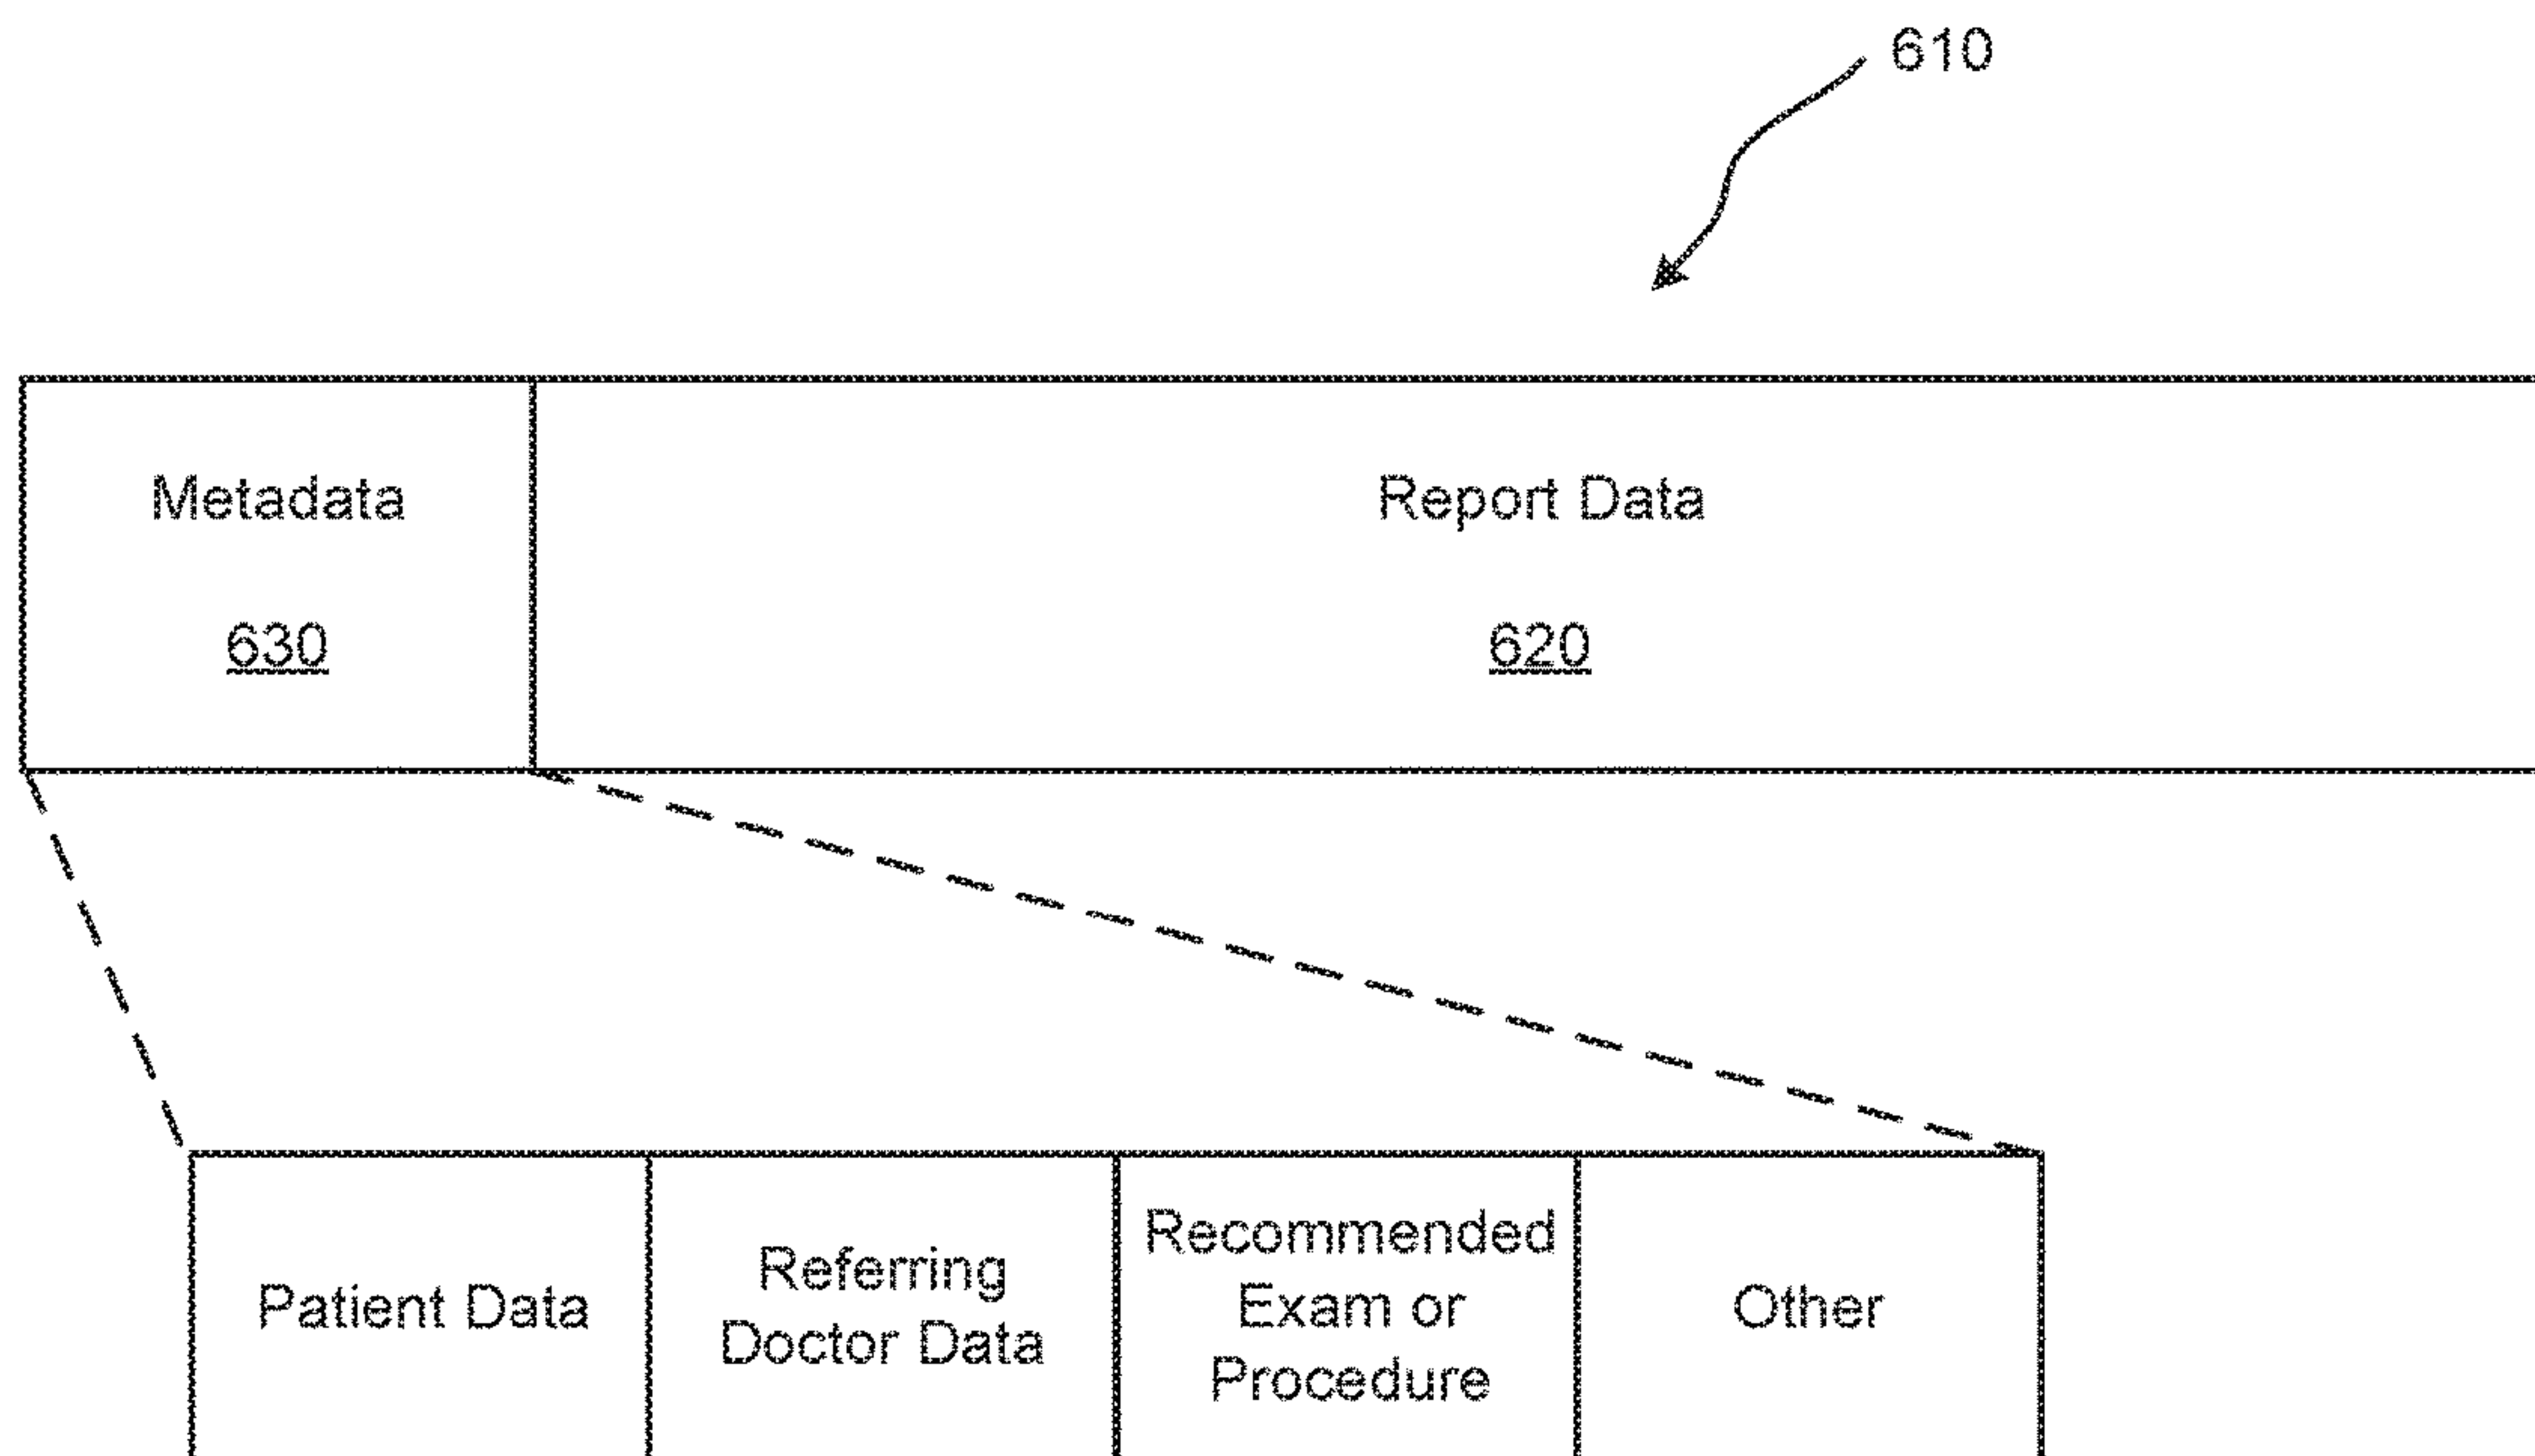 610
Metadata
630
Report Data
620
Patient Data
Referring
Doctor Data
Recommended
Exam or
Procedure
Other